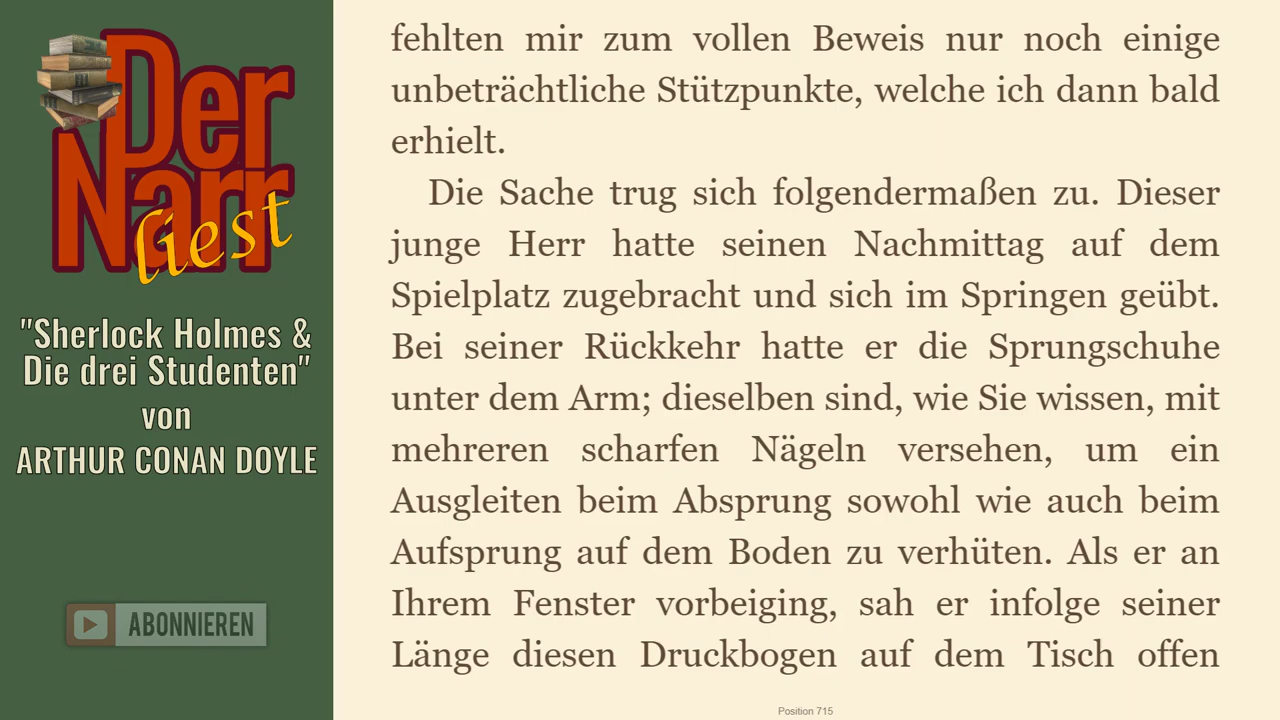 Der
Narr
liest
"Sherlock Holmes &
Die drei Studenten"
von
ARTHUR CONAN DOYLE
ABONNIEREN
fehlten mir zum vollen Beweis nur noch einige
unbeträchtliche Stützpunkte, welche ich dann bald
erhielt.
Die Sache trug sich folgendermaßen zu. Dieser
junge Herr hatte seinen Nachmittag auf dem
Spielplatz zugebracht und sich im Springen geübt.
Bei seiner Rückkehr hatte er die Sprungschuhe
unter dem Arm; dieselben sind, wie Sie wissen, mit
mehreren scharfen Nägeln versehen, um ein
Ausgleiten beim Absprung sowohl wie auch beim
Aufsprung auf dem Boden zu verhüten. Als er an
Ihrem Fenster vorbeiging, sah er infolge seiner
Länge diesen Druckbogen auf dem Tisch offen
Position 715